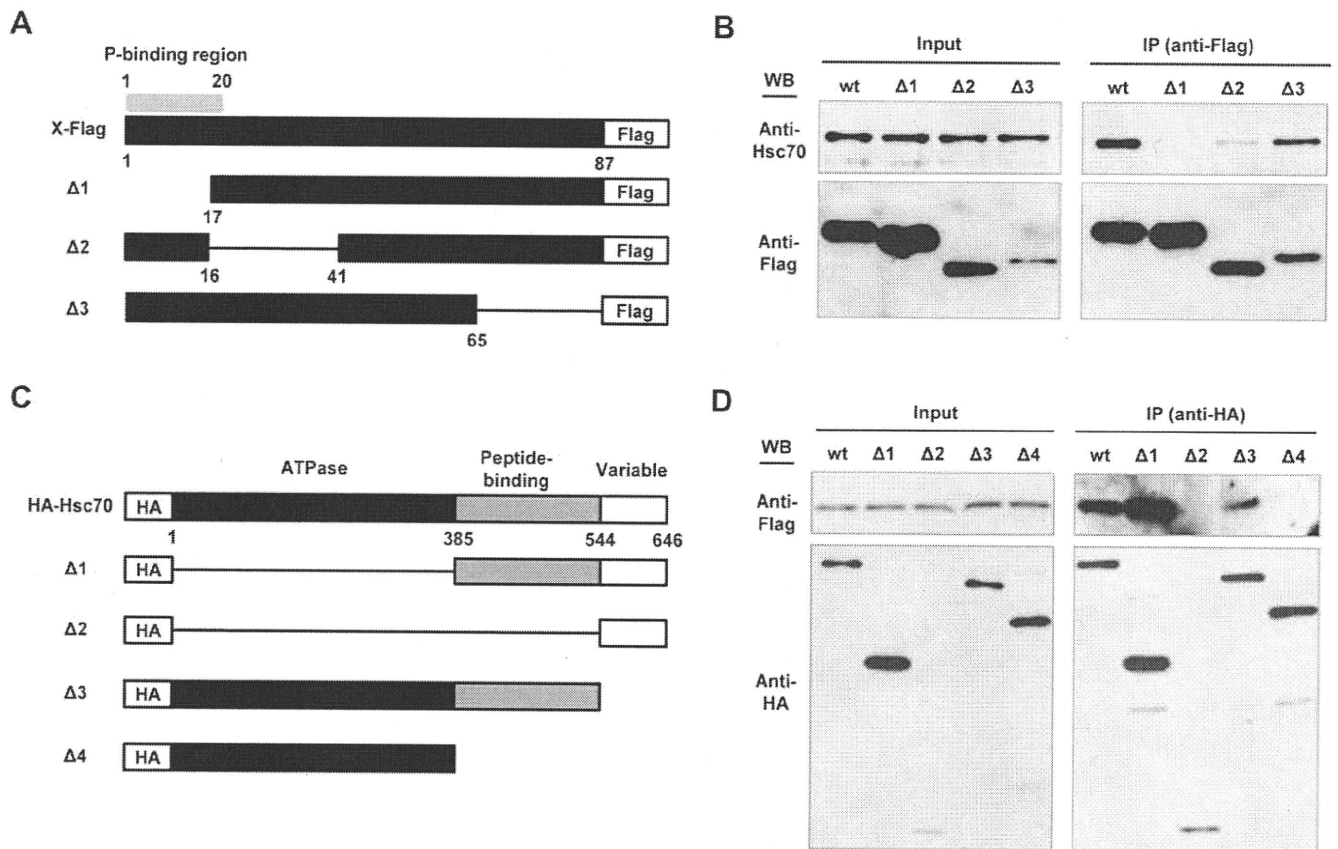 A
P-binding region
1 20
X-Flag Flag
1 87
Δ1 Flag
17
Δ2 Flag
16 41
Δ3 Flag
65
B
Input IP (anti-Flag)
WB wt Δ1 Δ2 Δ3 wt Δ1 Δ2 Δ3
Anti-
Hsc70
Anti-
Flag
C
ATPase Peptide-
binding Variable
HA-Hsc70 HA
1 385 544 646
Δ1 HA
Δ2 HA
Δ3 HA
Δ4 HA
D
Input IP (anti-HA)
WB wt Δ1 Δ2 Δ3 Δ4 wt Δ1 Δ2 Δ3 Δ4
Anti-
Flag
Anti-
HA